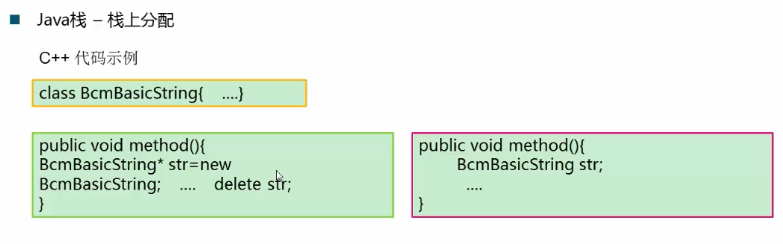 Java栈 – 栈上分配
C++ 代码示例
class BcmBasicString{ ....}
public void method(){
BcmBasicString* str=new
BcmBasicString; .... delete str;
}
public void method(){
BcmBasicString str;
....
}